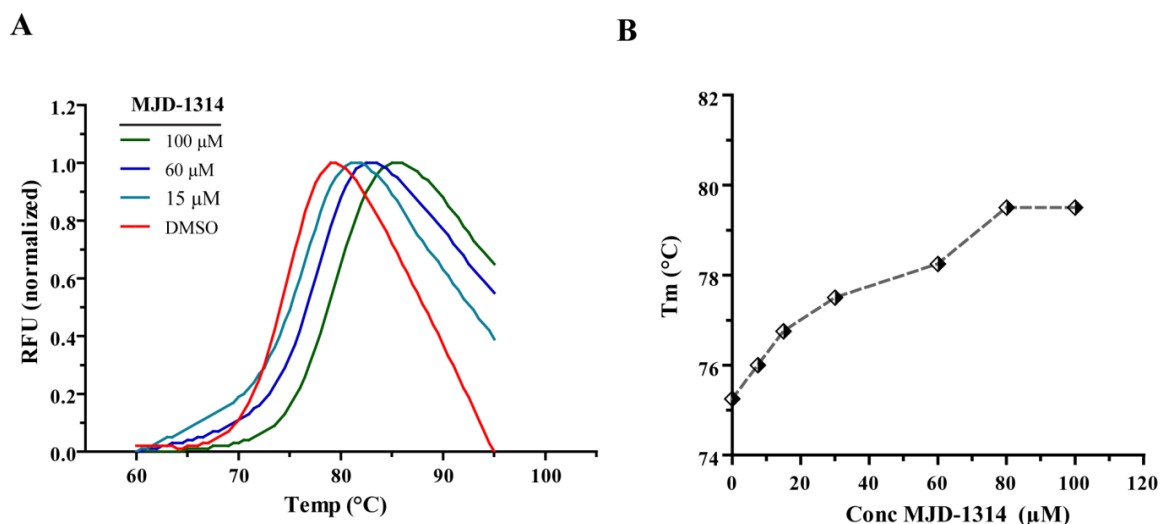 A
MJD-1314
100 µM
60 µM
15 µM
DMSO
1.2
1.0
0.8
0.6
0.4
0.2
0.0
RFU (normalized)
60 70 80 90 100
Temp (°C)
B
82
80
78
76
74
Tm (°C)
0 20 40 60 80 100 120
Conc MJD-1314 (µM)